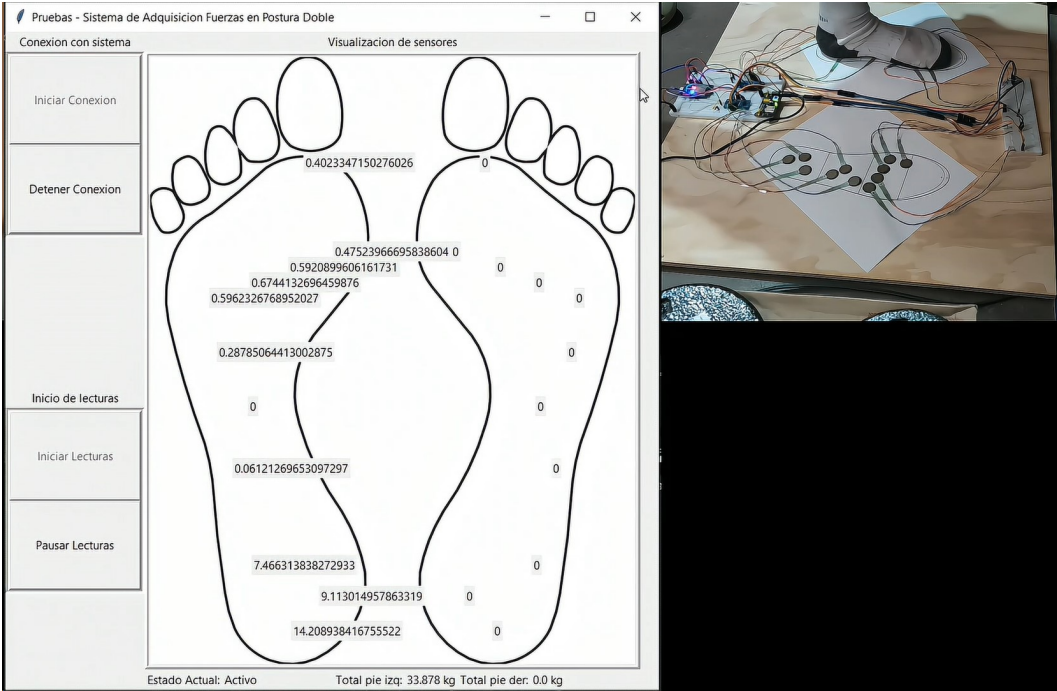 Pruebas - Sistema de Adquisicion Fuerzas en Postura Doble
Conexion con sistema
Visualizacion de sensores
Iniciar Conexion
Detener Conexion
0.4023347150276026 0
0.47523966695838604 0
0.5920899606161731 0
0.6744132696459876 0
0.5962326768952027 0
0.28785064413002875 0
Inicio de lecturas
0 0
Iniciar Lecturas
0.06121269653097297 0
Pausar Lecturas
7.466313838272933 0
9.113014957863319 0
14.208938416755522 0
Estado Actual: Activo
Total pie izq: 33.878 kg Total pie der: 0.0 kg